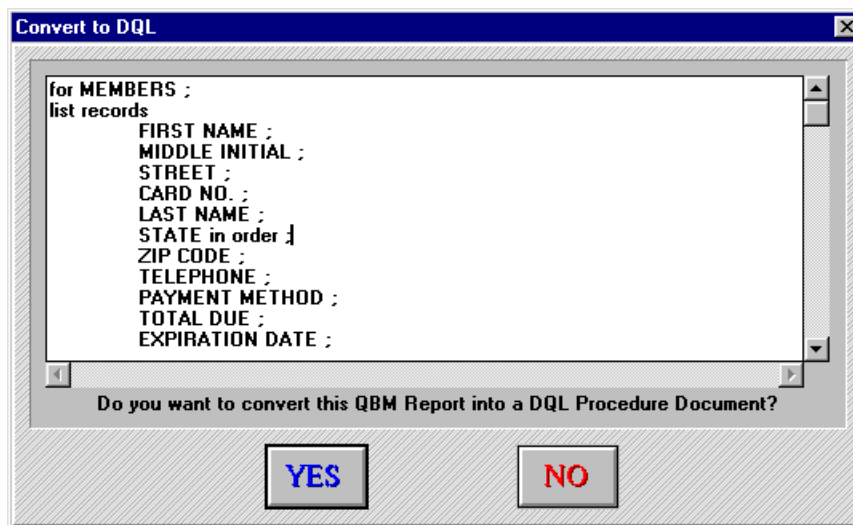 Convert to DQL
for MEMBERS ;
list records
FIRST NAME ;
MIDDLE INITIAL ;
STREET ;
CARD NO. ;
LAST NAME ;
STATE in order ;
ZIP CODE ;
TELEPHONE ;
PAYMENT METHOD ;
TOTAL DUE ;
EXPIRATION DATE ;
Do you want to convert this QBM Report into a DQL Procedure Document?
YES NO